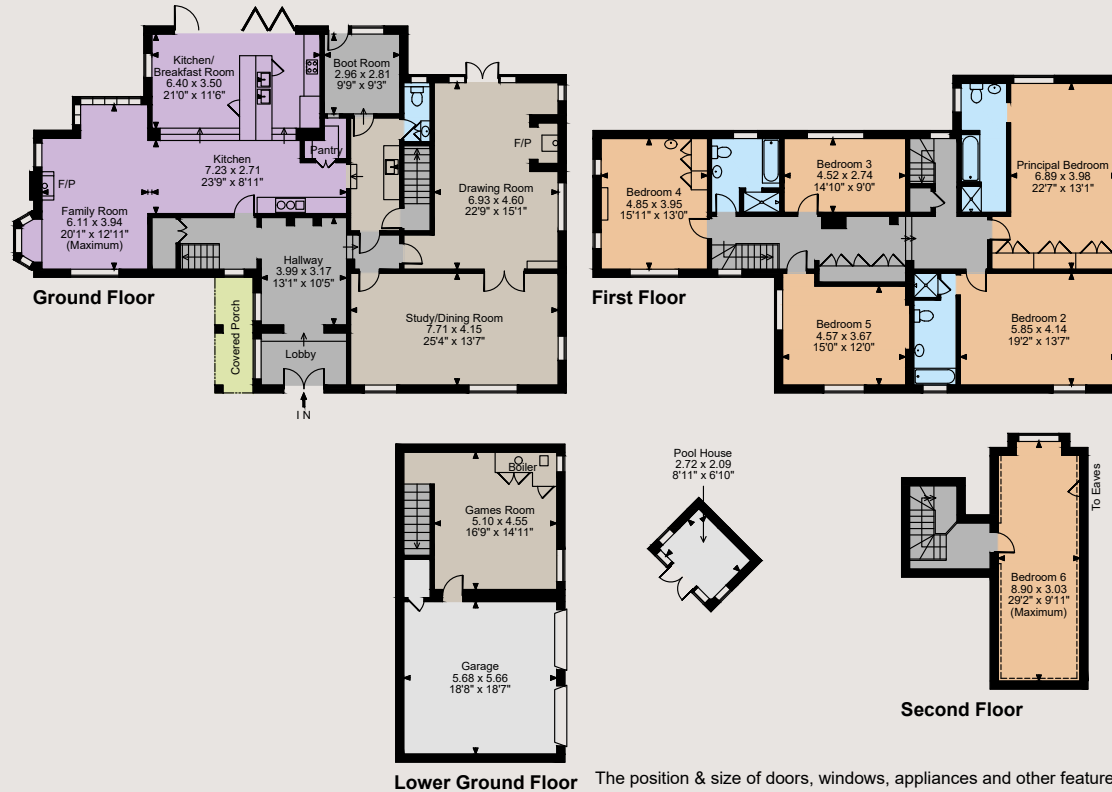 Kitchen/
Breakfast Room
6.40 x 3.50
21'0" x 11'6"
Boot Room
2.96 x 2.81
9'9" x 9'3"
Pantry
Kitchen
7.23 x 2.71
23'9" x 8'11"
F/P
Family Room
6.11 x 3.94
20'1" x 12'11"
(Maximum)
F/P
Drawing Room
6.93 x 4.60
22'9" x 15'1"
Hallway
3.99 x 3.17
13'1" x 10'5"
Study/Dining Room
7.71 x 4.15
25'4" x 13'7"
Covered Porch
Lobby
IN
Ground Floor
Bedroom 4
4.85 x 3.95
15'11" x 13'0"
Bedroom 3
4.52 x 2.74
14'10" x 9'0"
Principal Bedroom
6.89 x 3.98
22'7" x 13'1"
Bedroom 5
4.57 x 3.67
15'0" x 12'0"
Bedroom 2
5.85 x 4.14
19'2" x 13'7"
First Floor
Boiler
Games Room
5.10 x 4.55
16'9" x 14'11"
Garage
5.68 x 5.66
18'8" x 18'7"
Lower Ground Floor
Pool House
2.72 x 2.09
8'11" x 6'10"
To Eaves
Bedroom 6
8.90 x 3.03
29'2" x 9'11"
(Maximum)
Second Floor
The position & size of doors, windows, appliances and other feature